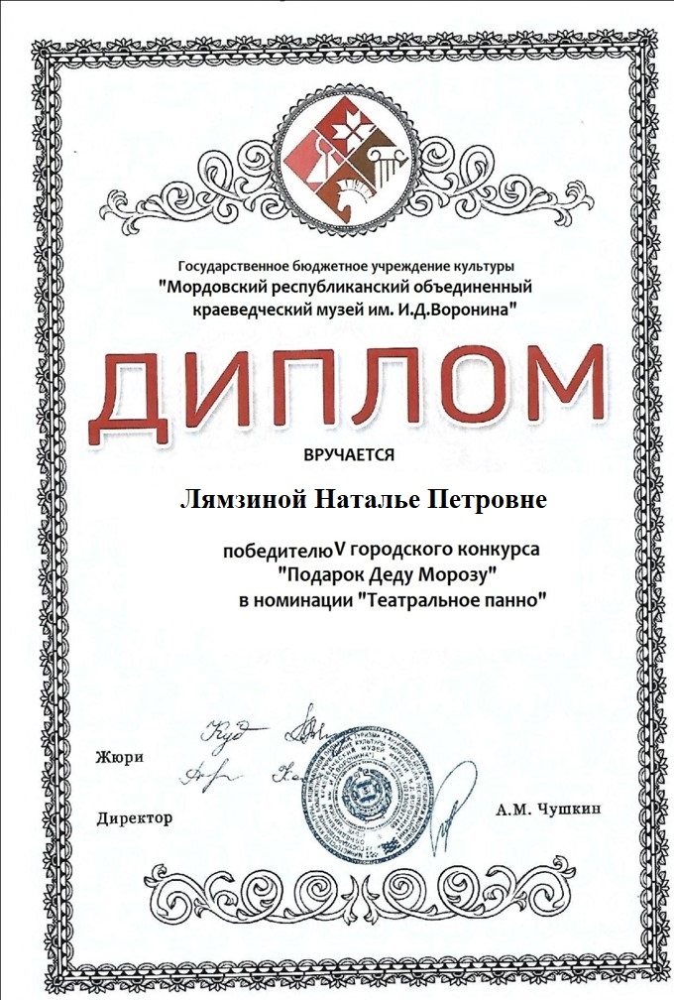 Государственное бюджетное учреждение культуры
"Мордовский республиканский объединенный
краеведческий музей им. И.Д.Воронина"
ДИПЛОМ
ВРУЧАЕТСЯ
Лямзиной Наталье Петровне
победителю V городского конкурса
"Подарок Деду Морозу"
в номинации "Театральное панно"
Жюри
Директор
А.М. Чушкин